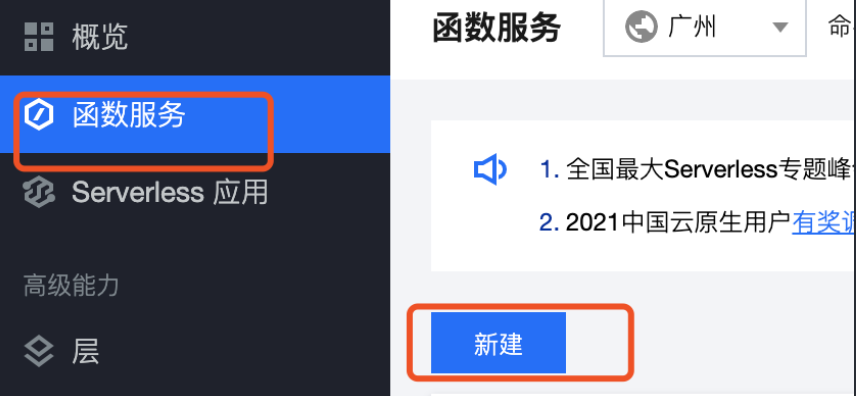 概览
函数服务
Serverless 应用
高级能力
层
函数服务
广州
1. 全国最大Serverless专题峰
2. 2021中国云原生用户有奖
新建